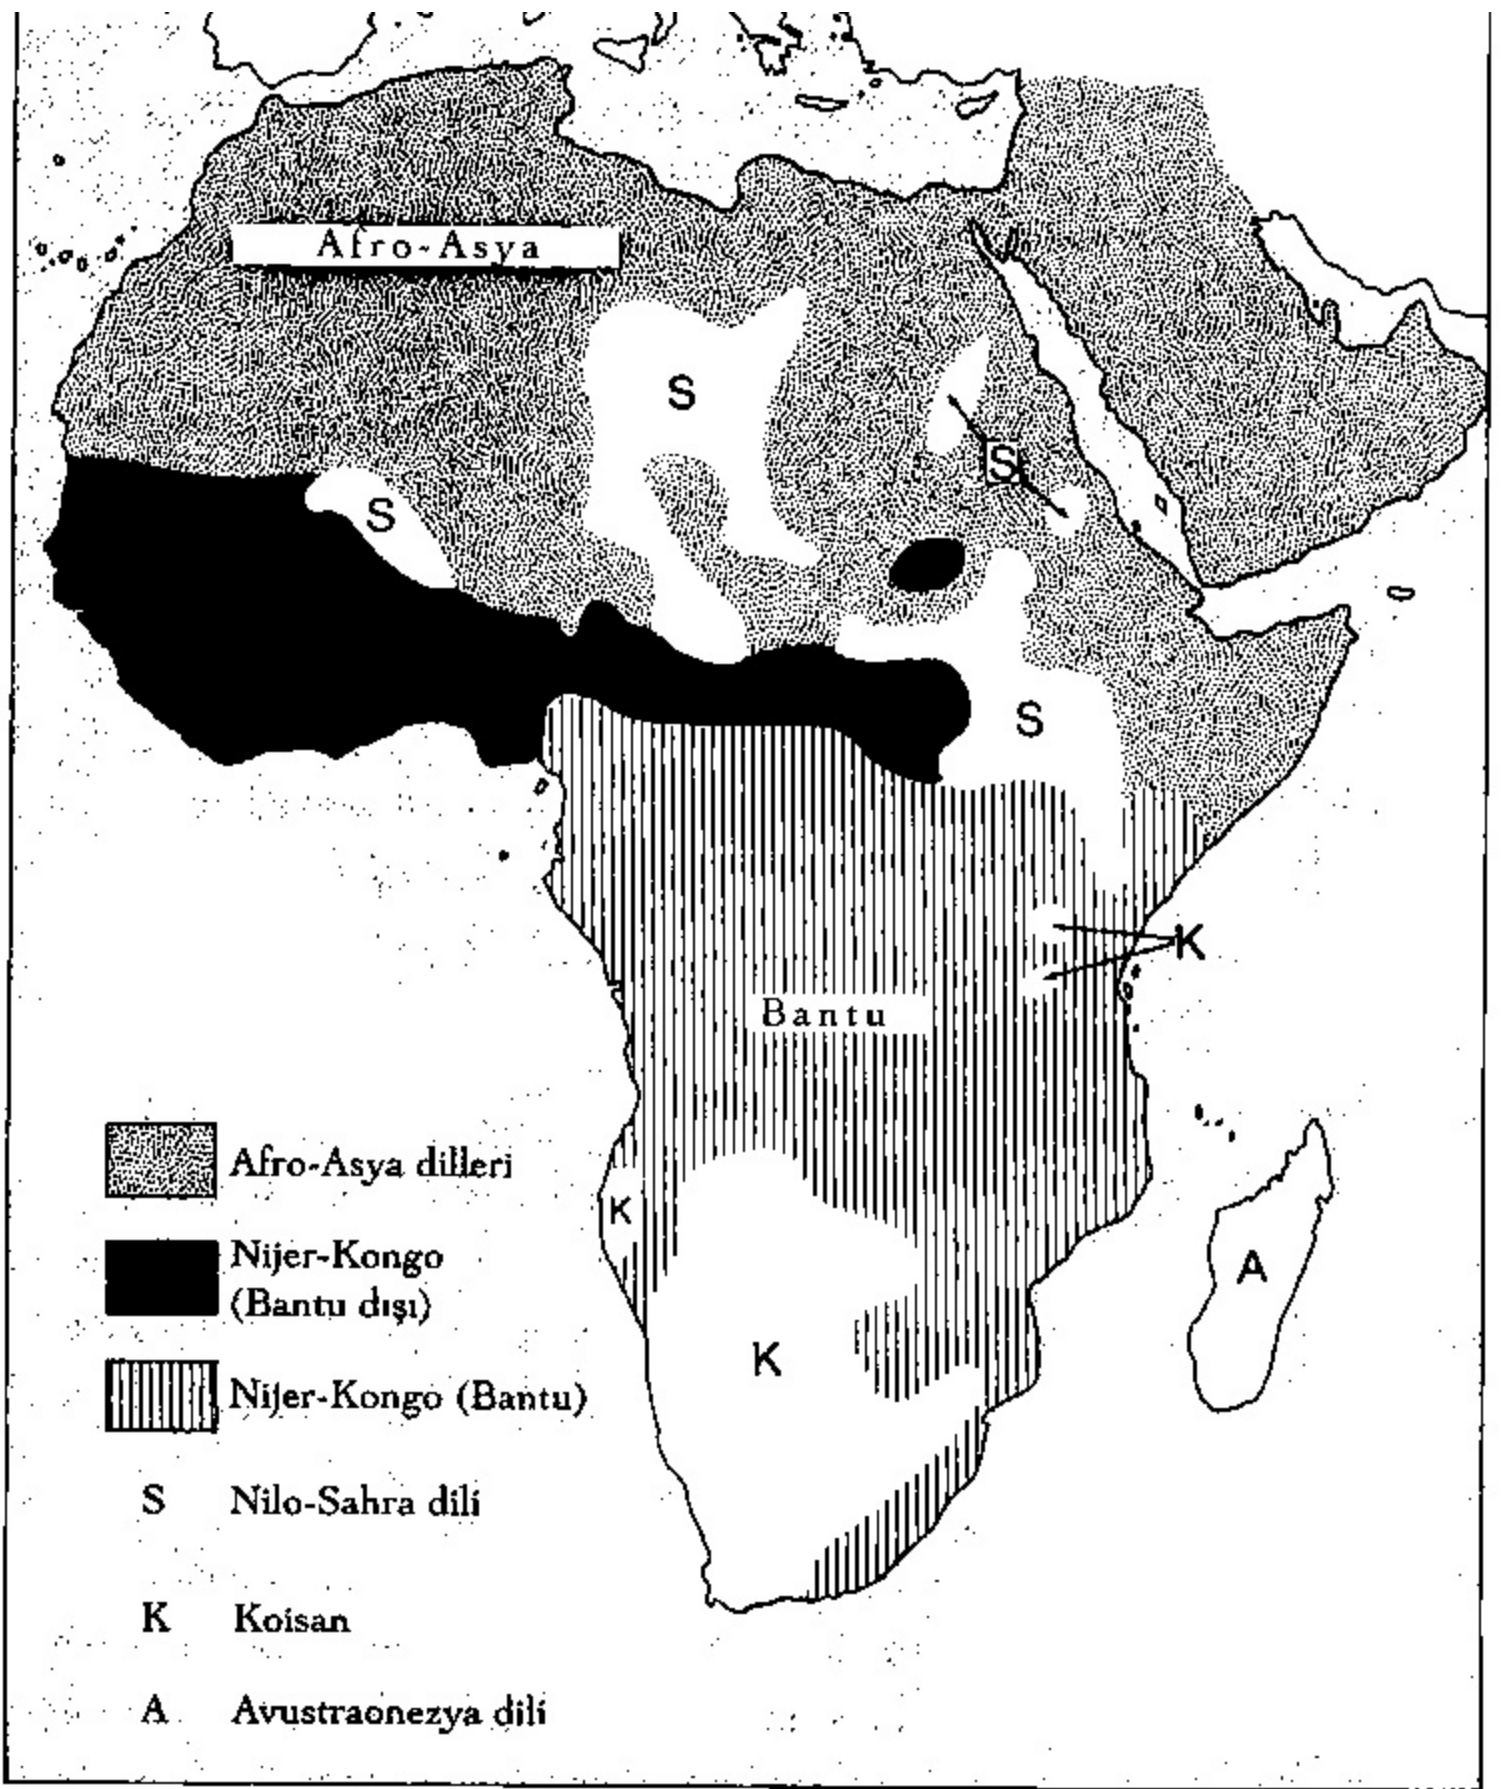 Afro-Asya
S
S
S
S
K
Bantu
K
A
K
Afro-Asya dilleri
Nijer-Kongo
(Bantu dışı)
Nijer-Kongo (Bantu)
S Nilo-Sahra dili
K Koisan
A Avustraonezya dili